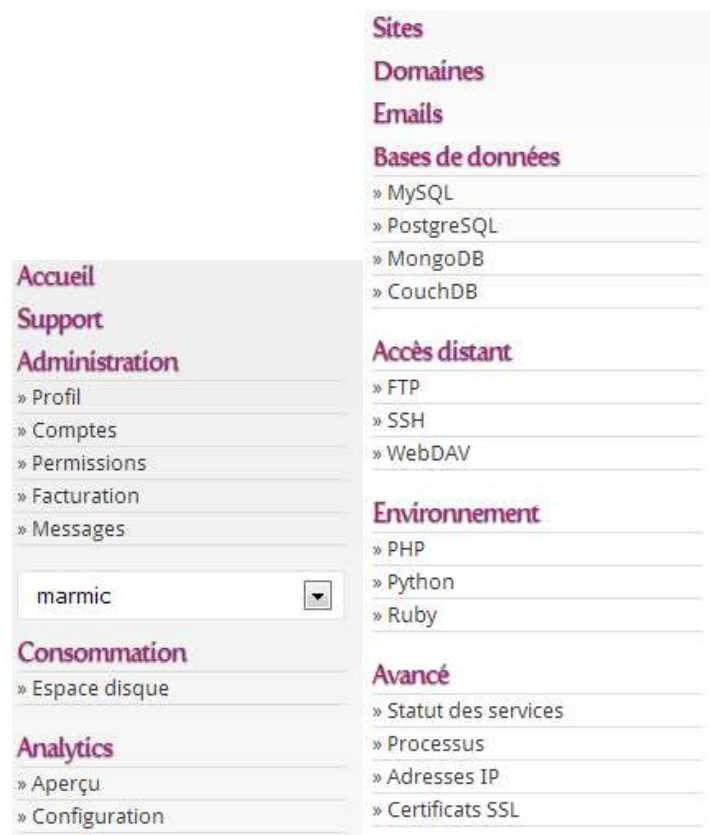 Accueil
Support
Administration
» Profil
» Comptes
» Permissions
» Facturation
» Messages
marmic
Consommation
» Espace disque
Analytics
» Aperçu
» Configuration
Sites
Domaines
Emails
Bases de données
» MySQL
» PostgreSQL
» MongoDB
» CouchDB
Accès distant
» FTP
» SSH
» WebDAV
Environnement
» PHP
» Python
» Ruby
Avancé
» Statut des services
» Processus
» Adresses IP
» Certificats SSL